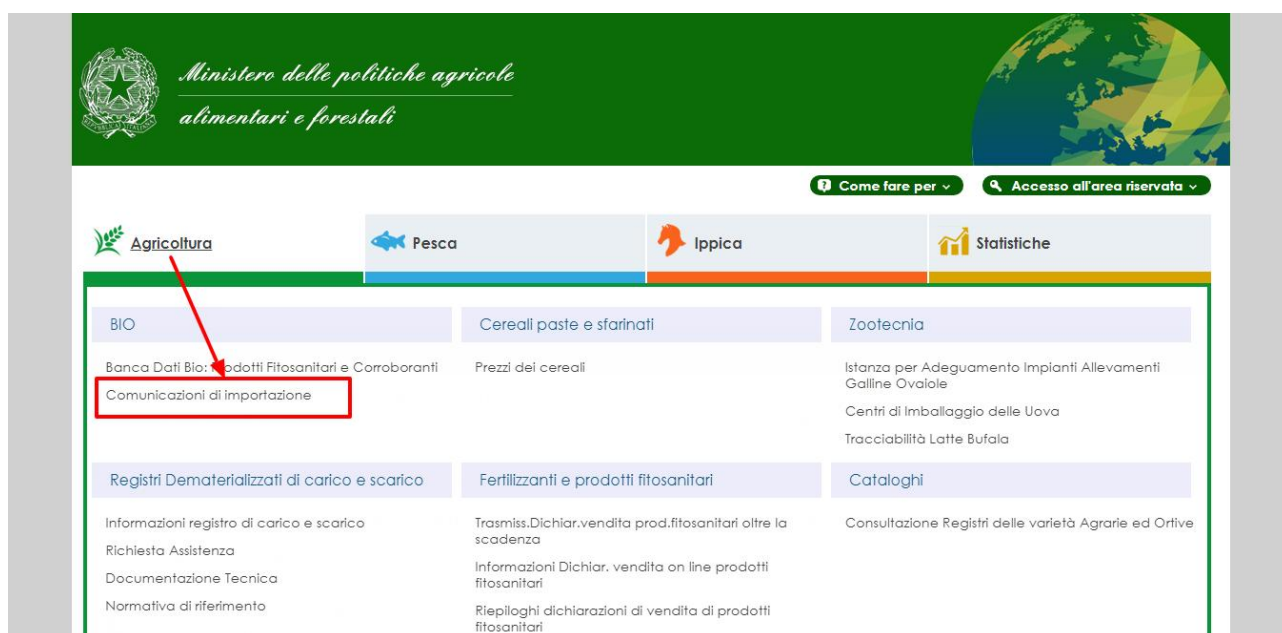 Ministero delle politiche agricole
alimentari e forestali
Come fare per
Accesso all'area riservata
Agricoltura
Pesca
Ippica
Statistiche
BIO
Banca Dati Bio: Prodotti Fitosanitari e Corroboranti
Comunicazioni di importazione
Cereali paste e sfarinati
Prezzi dei cereali
Zootecnia
Istanza per Adeguamento Impianti Allevamenti
Galline Ovaiole
Centri di Imballaggio delle Uova
Tracciabilità Latte Bufala
Registri Dematerializzati di carico e scarico
Informazioni registro di carico e scarico
Richiesta Assistenza
Documentazione Tecnica
Normativa di riferimento
Fertilizzanti e prodotti fitosanitari
Trasmiss.Dichiar.vendita prod.fitosanitari oltre la
scadenza
Informazioni Dichiar. vendita on line prodotti
fitosanitari
Riepiloghi dichiarazioni di vendita di prodotti
fitosanitari
Cataloghi
Consultazione Registri delle varietà Agrarie ed Ortive